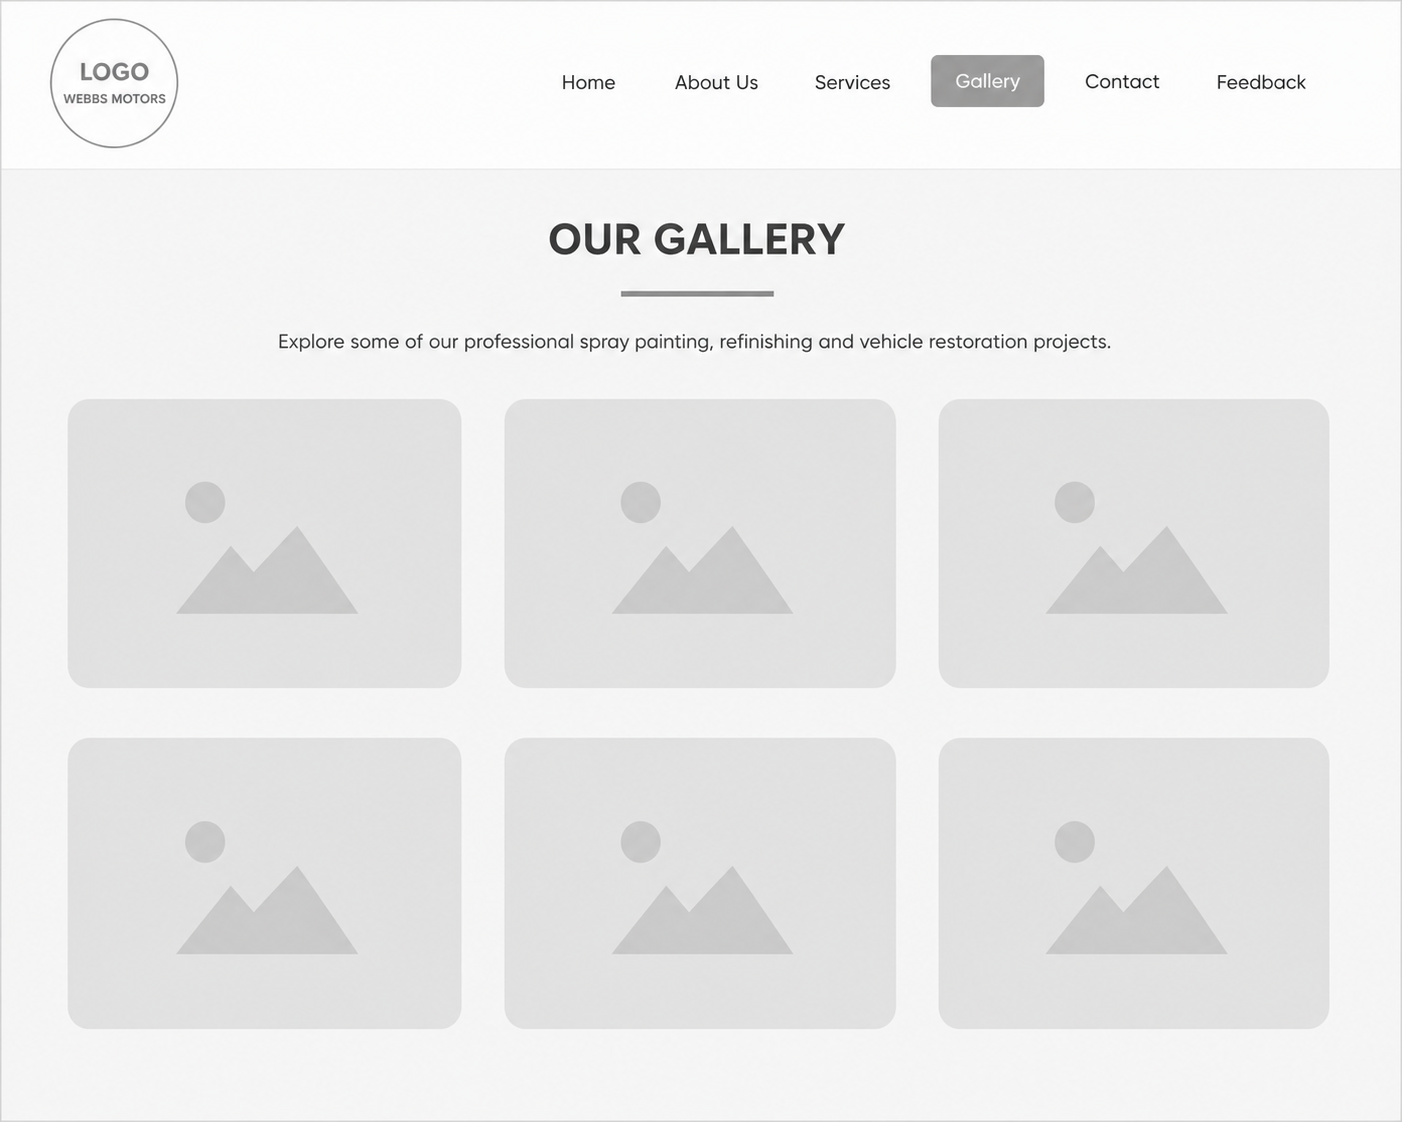 LOGO
WEBBS MOTORS
Home About Us Services Gallery Contact Feedback
OUR GALLERY
Explore some of our professional spray painting, refinishing and vehicle restoration projects.